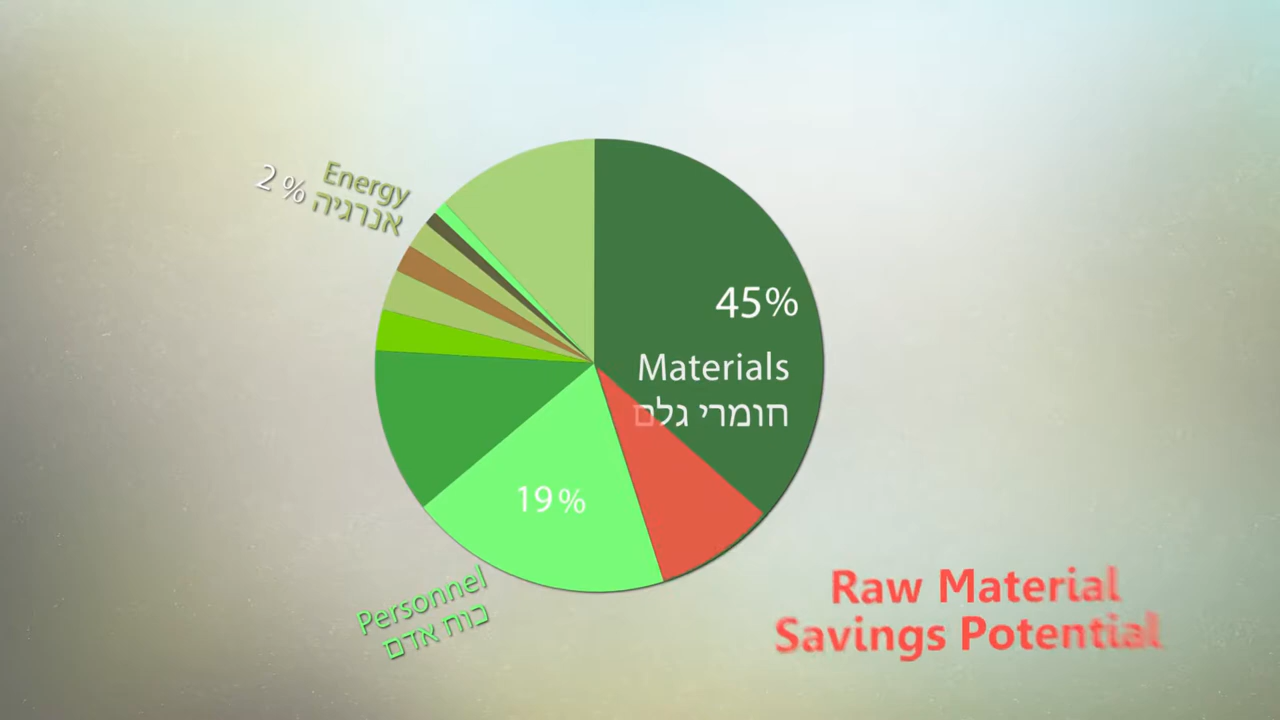 Energy
אנרגיה
2 %
45%
Materials
חומרי גלם
19%
Personnel
כוח אדם
Raw Material
Savings Potential